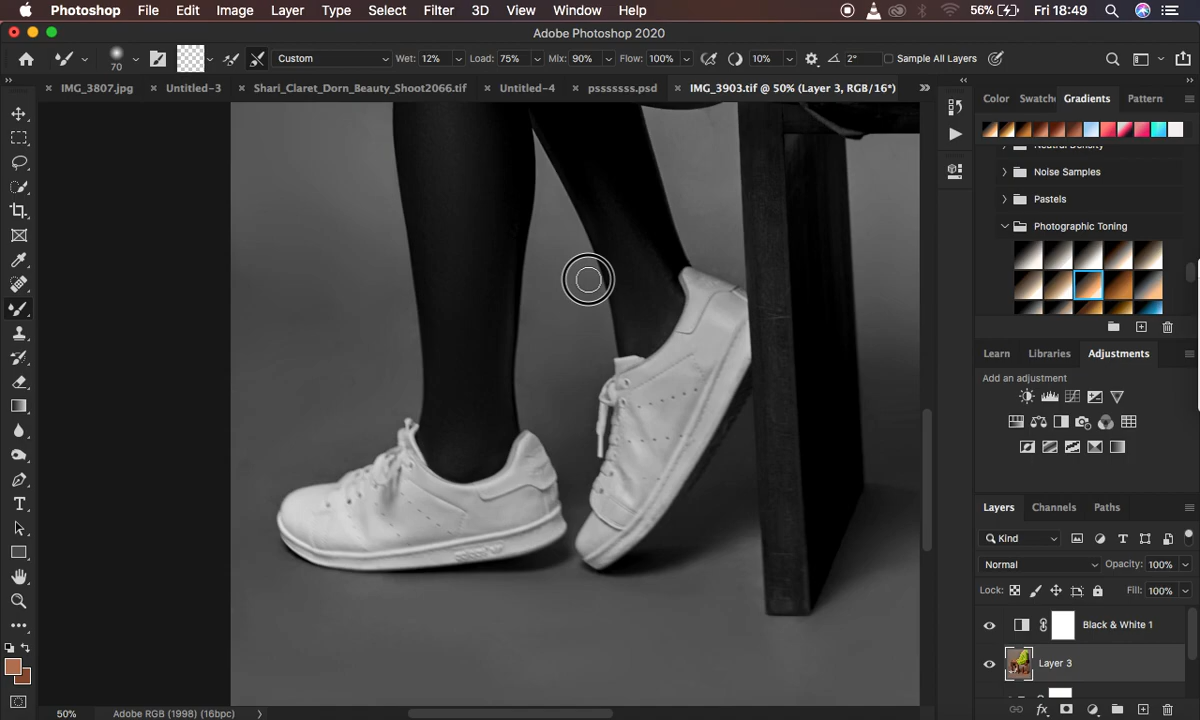 Photoshop File Edit Image Layer Type Select Filter 3D View Window Help 56% Fri 18:49
Adobe Photoshop 2020
70 Custom Wet: 12% Load: 75% Mix: 90% Flow: 100% 10% 2° Sample All Layers
IMG_3807.jpg Untitled-3 Shari_Claret_Dorn_Beauty_Shoot2066.tif Untitled-4 psssssss.psd IMG_3903.tif @ 50% (Layer 3, RGB/16*)
Color Swatche Gradients Pattern
Neutral Density
Noise Samples
Pastels
Photographic Toning
Learn Libraries Adjustments
Add an adjustment
Layers Channels Paths
Kind
Normal Opacity: 100%
Lock: Fill: 100%
Black & White 1
Layer 3
50% Adobe RGB (1998) (16bpc)